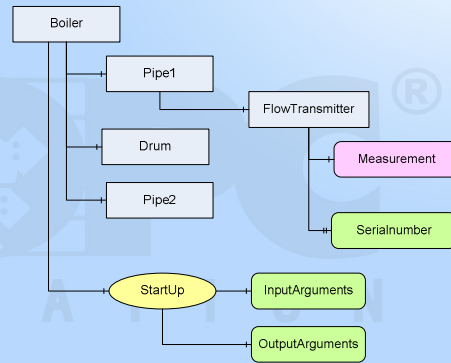 Boiler
Pipe1
FlowTransmitter
Drum
Measurement
Pipe2
Serialnumber
StartUp
InputArguments
OutputArguments